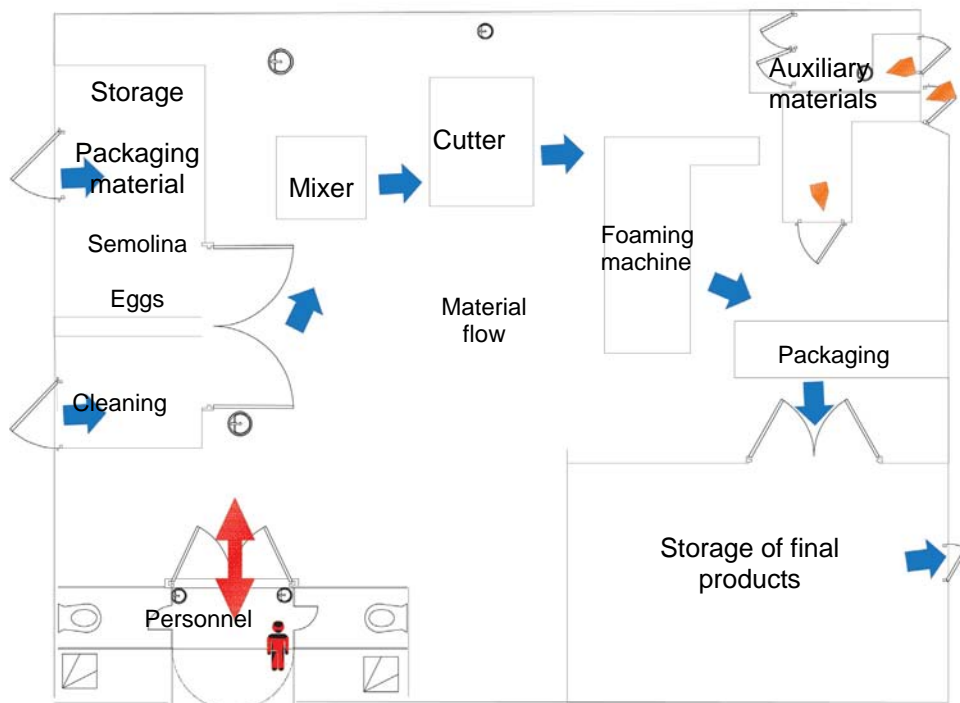 Storage
Packaging
material
Semolina
Eggs
Cleaning
Mixer
Cutter
Foaming
machine
Material
flow
Auxiliary
materials
Packaging
Storage of final
products
Personnel